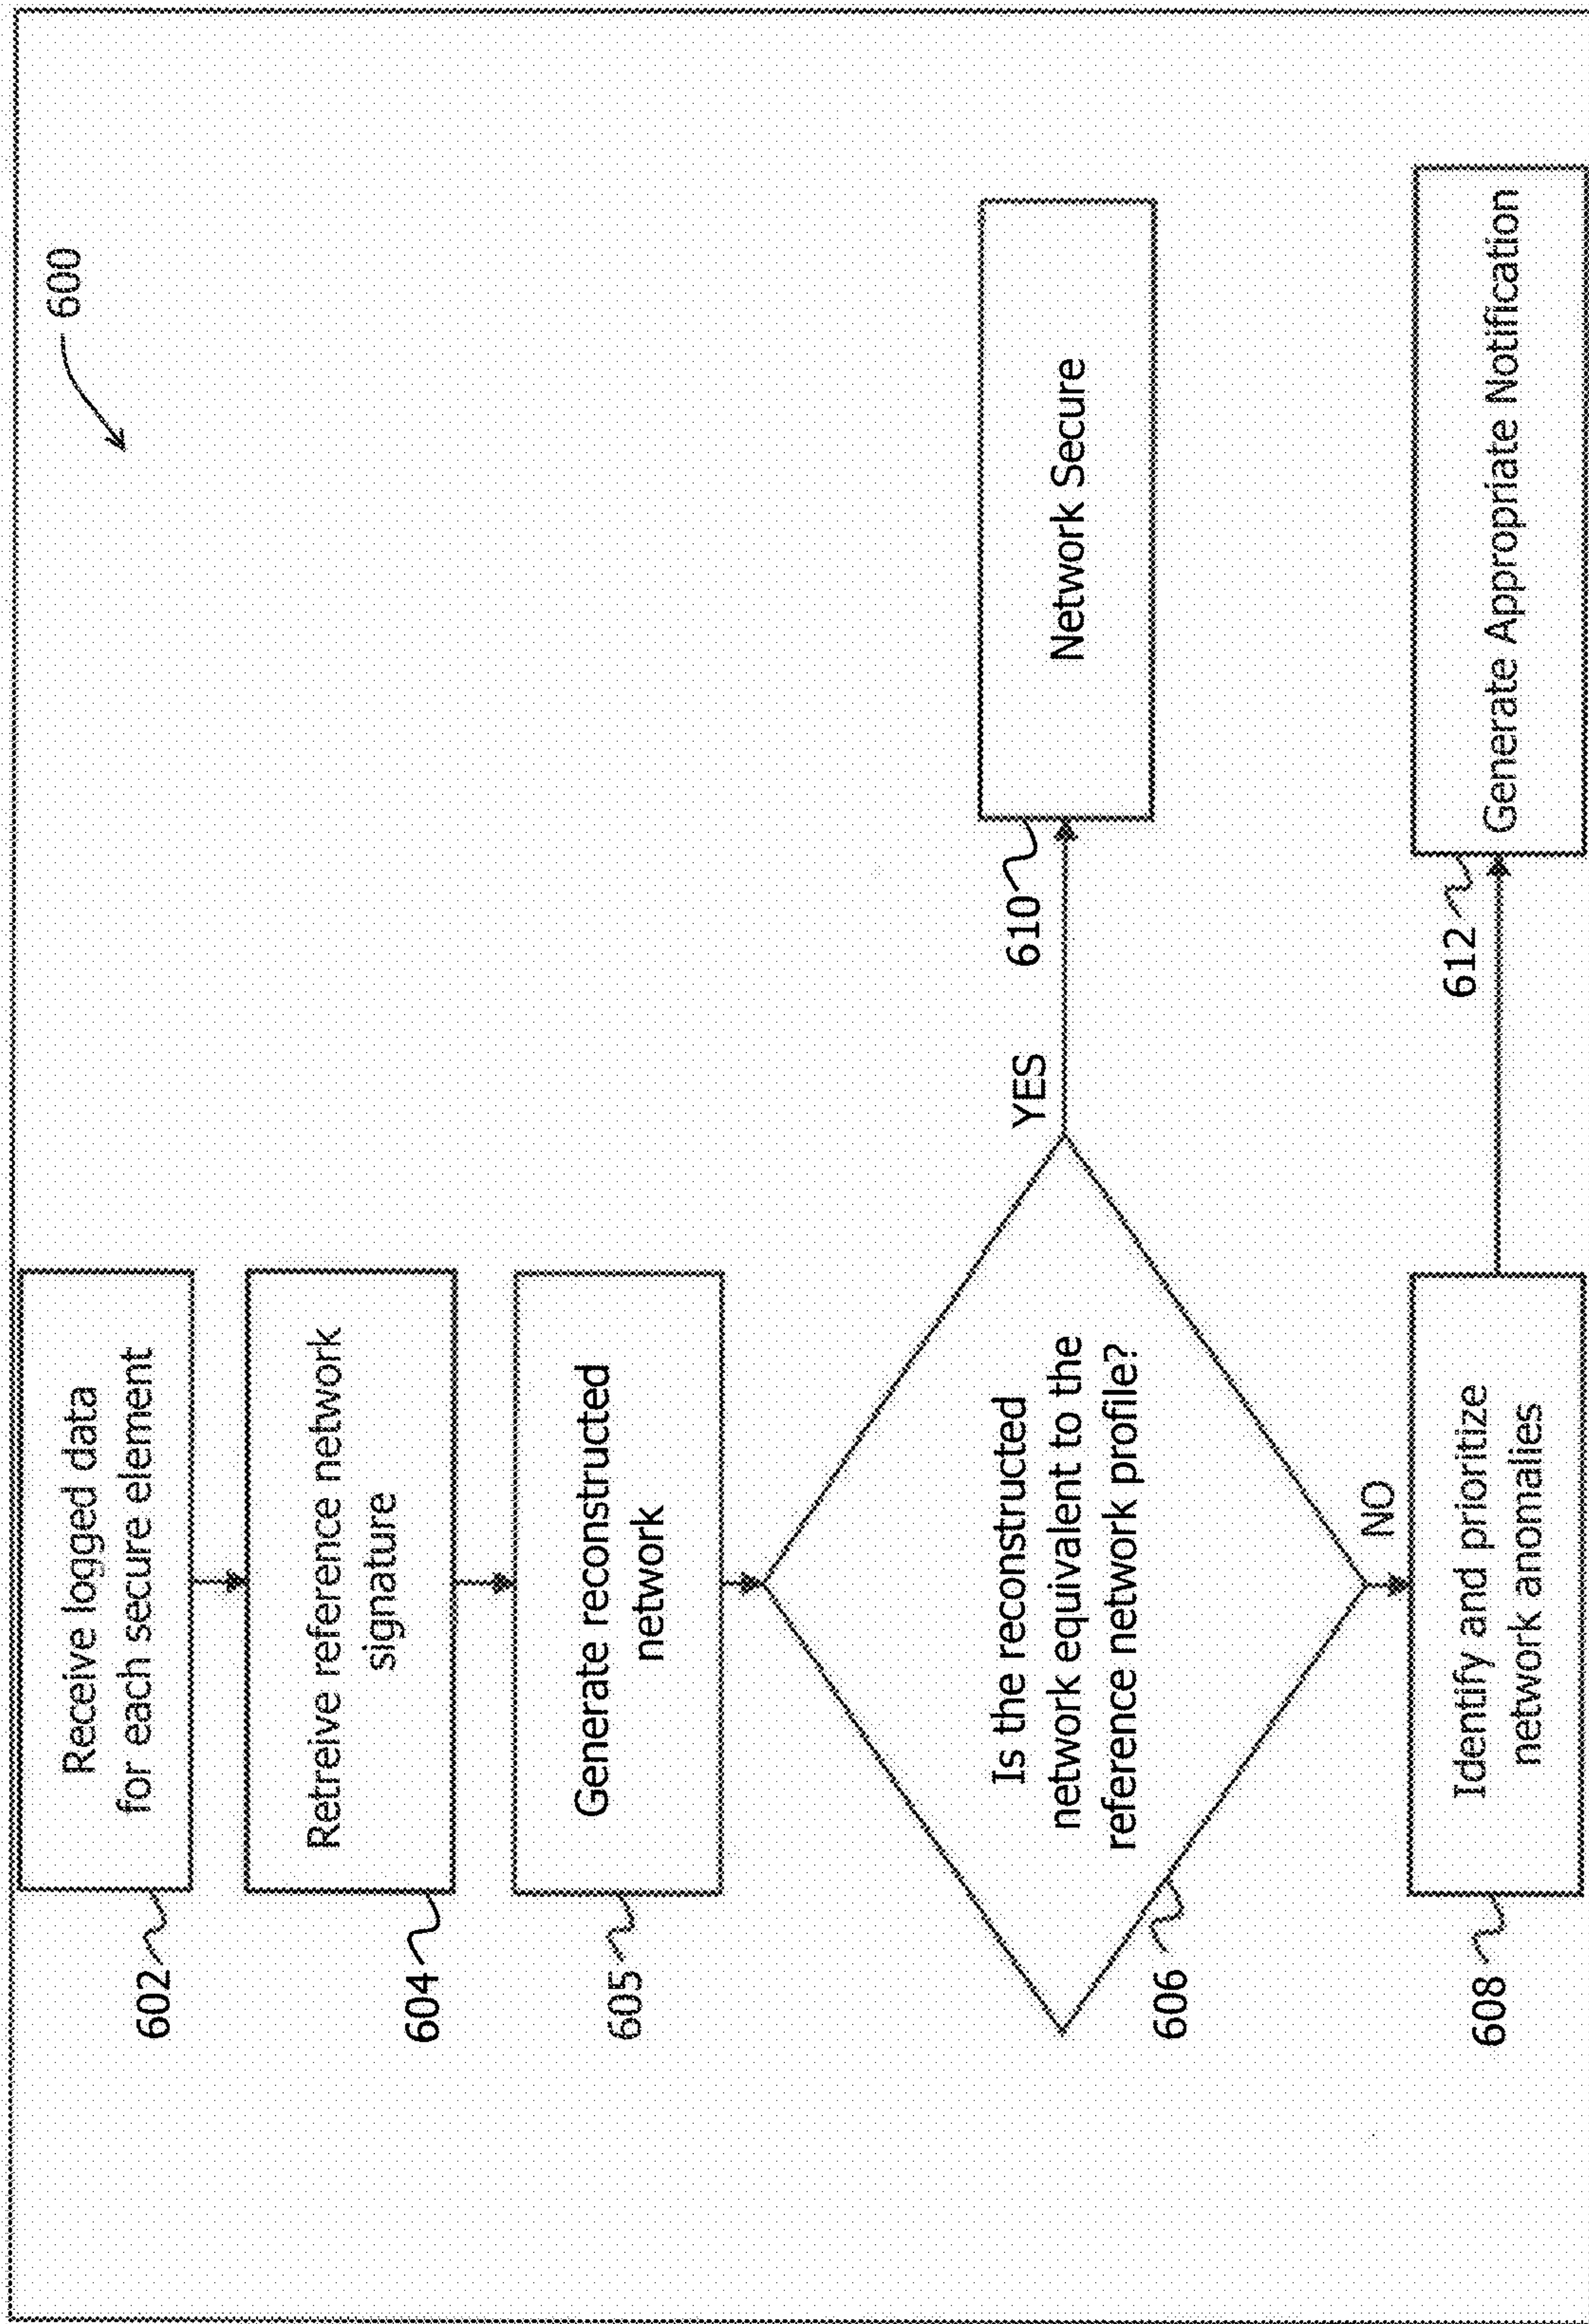 600
602
Receive logged data
for each secure element
604
Retreive reference network
signature
605
Generate reconstructed
network
606
Is the reconstructed
network equivalent to the
reference network profile?
YES
610
Network Secure
NO
608
Identify and prioritize
network anomalies
612
Generate Appropriate Notification